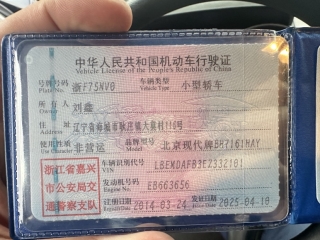 中华人民共和国机动车行驶证
Vehicle License of the People's Republic of China
号牌号码 浙F75NV0 车辆类型 小型轿车
Plate No. Vehicle Type
所有人 刘鑫
Owner
住址
Address
使用性质 非营运 品牌型号 北京现代牌BH7161MAY
Use Character Model
浙江省嘉兴
市公安局交
通警察支队
车辆识别代号
VIN
发动机号码 EB663656
Engine No.
注册日期 2014-03-24 发证日期 2025-04-10
Register Date Issue Date